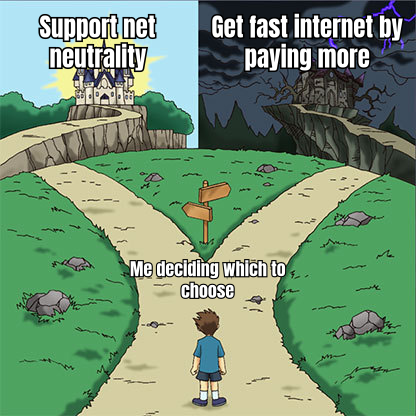 Support net
neutrality
Get fast internet by
paying more
Me deciding which to
choose